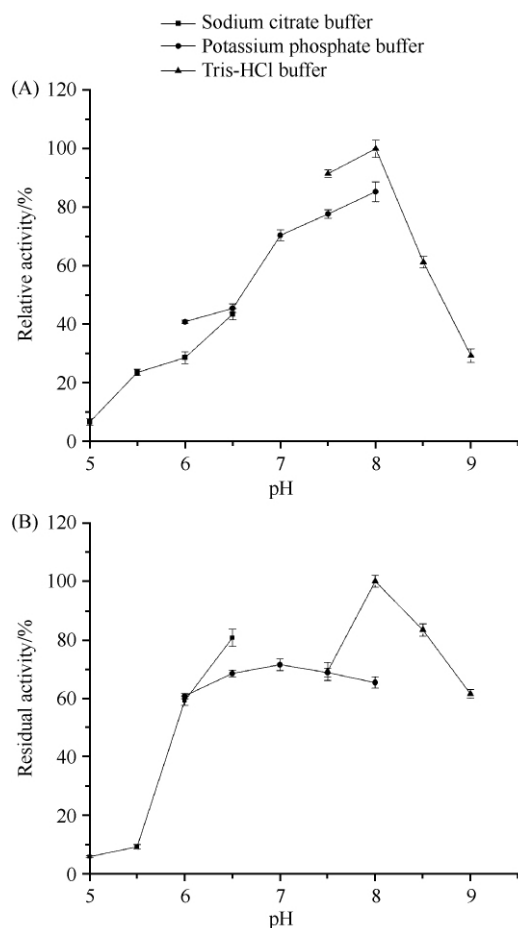 Sodium citrate buffer
Potassium phosphate buffer
Tris-HCl buffer
(A)
120
100
80
60
40
20
0
Relative activity/%
5 6 7 8 9
pH
(B)
120
100
80
60
40
20
0
Residual activity/%
5 6 7 8 9
pH